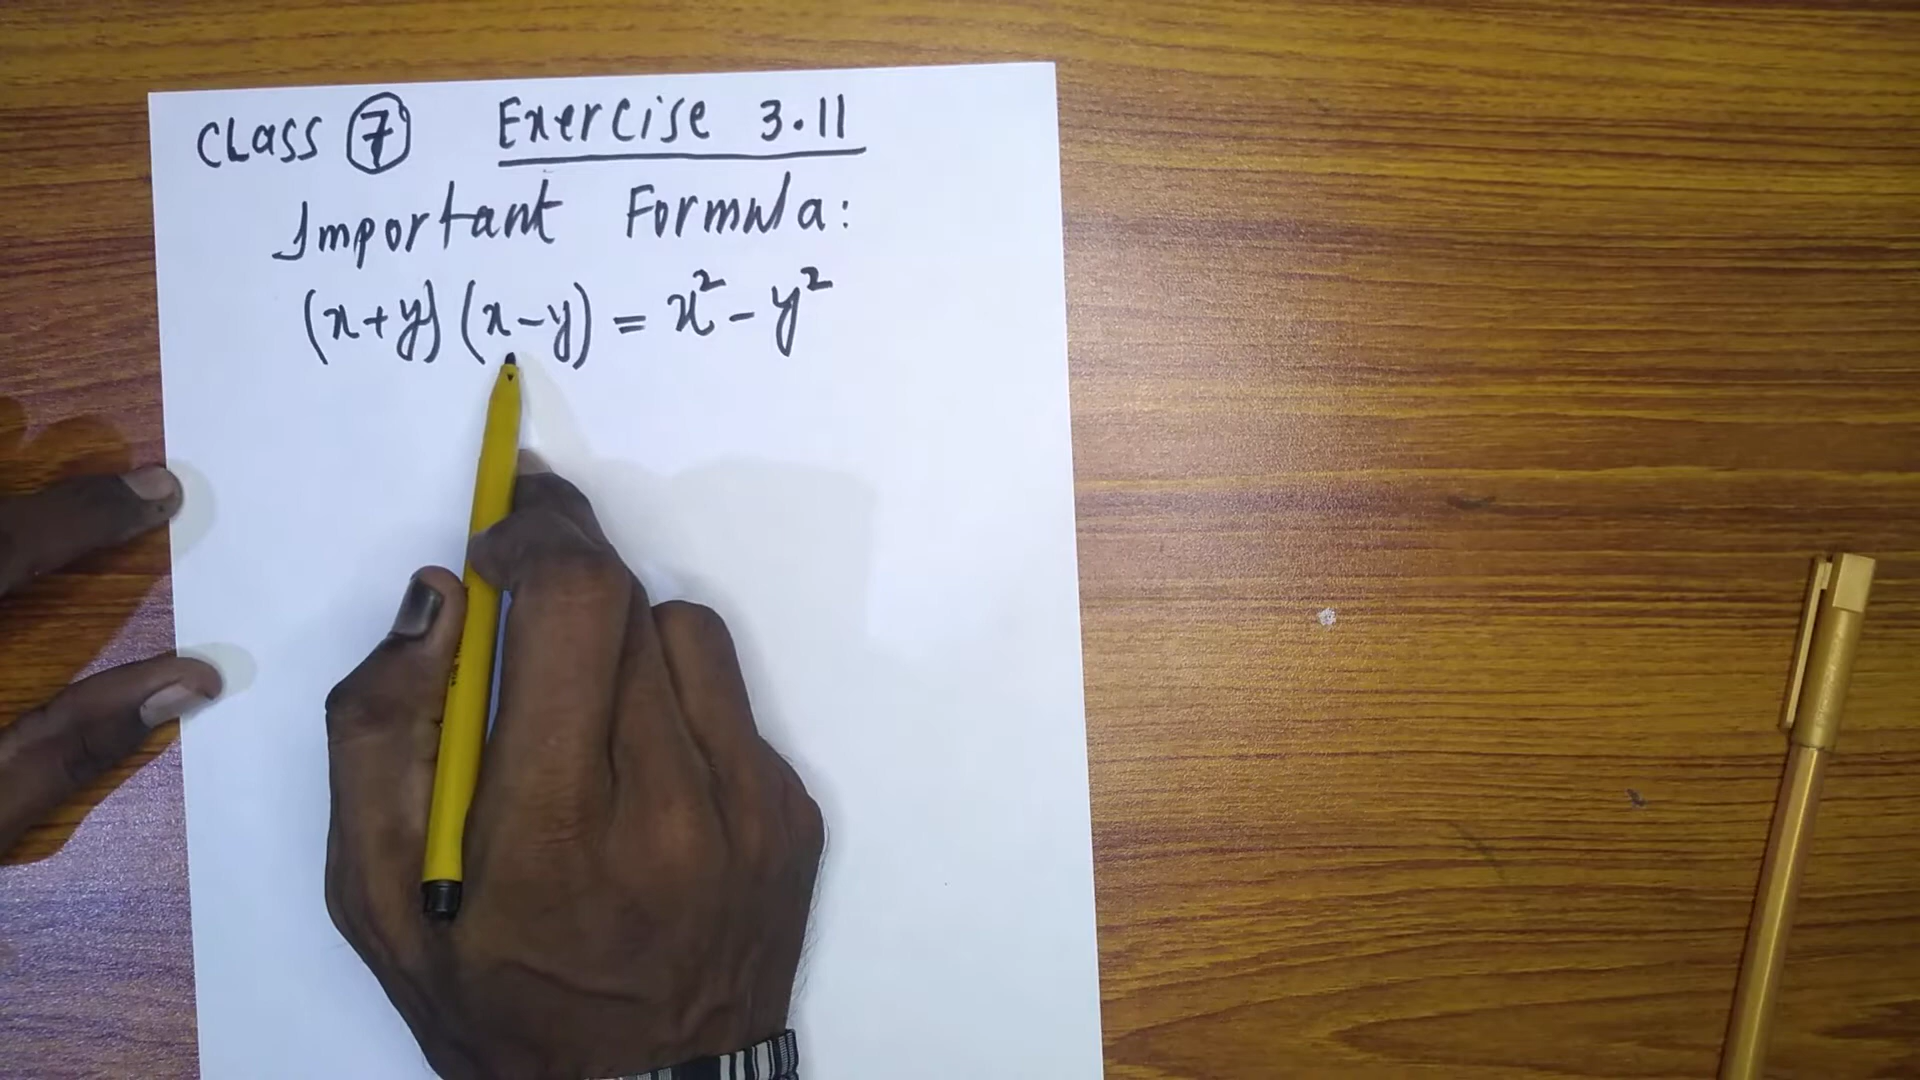 CLASS 7 Exercise 3.11
Important Formula:
(x+y) (x-y) = x² - y²